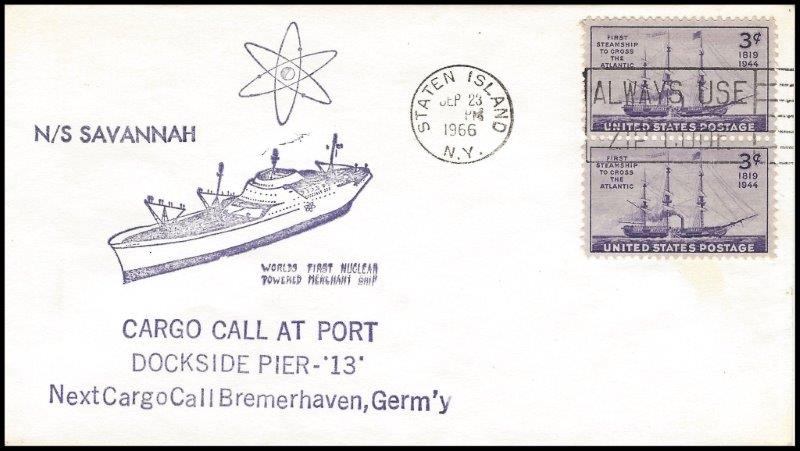 N/S SAVANNAH
WORLDS FIRST NUCLEAR
POWERED MERCHANT SHIP
CARGO CALL AT PORT
DOCKSIDE PIER-'13'
Next Cargo Call Bremerhaven, Germ'y
STATEN ISLAND
SEP 23
PM
1966
N.Y.
FIRST
STEAMSHIP
TO CROSS
THE
ATLANTIC
3¢
1819
1944
UNITED STATES POSTAGE
ALWAYS USE
ZIP CODE
FIRST
STEAMSHIP
TO CROSS
THE
ATLANTIC
3¢
1819
1944
UNITED STATES POSTAGE